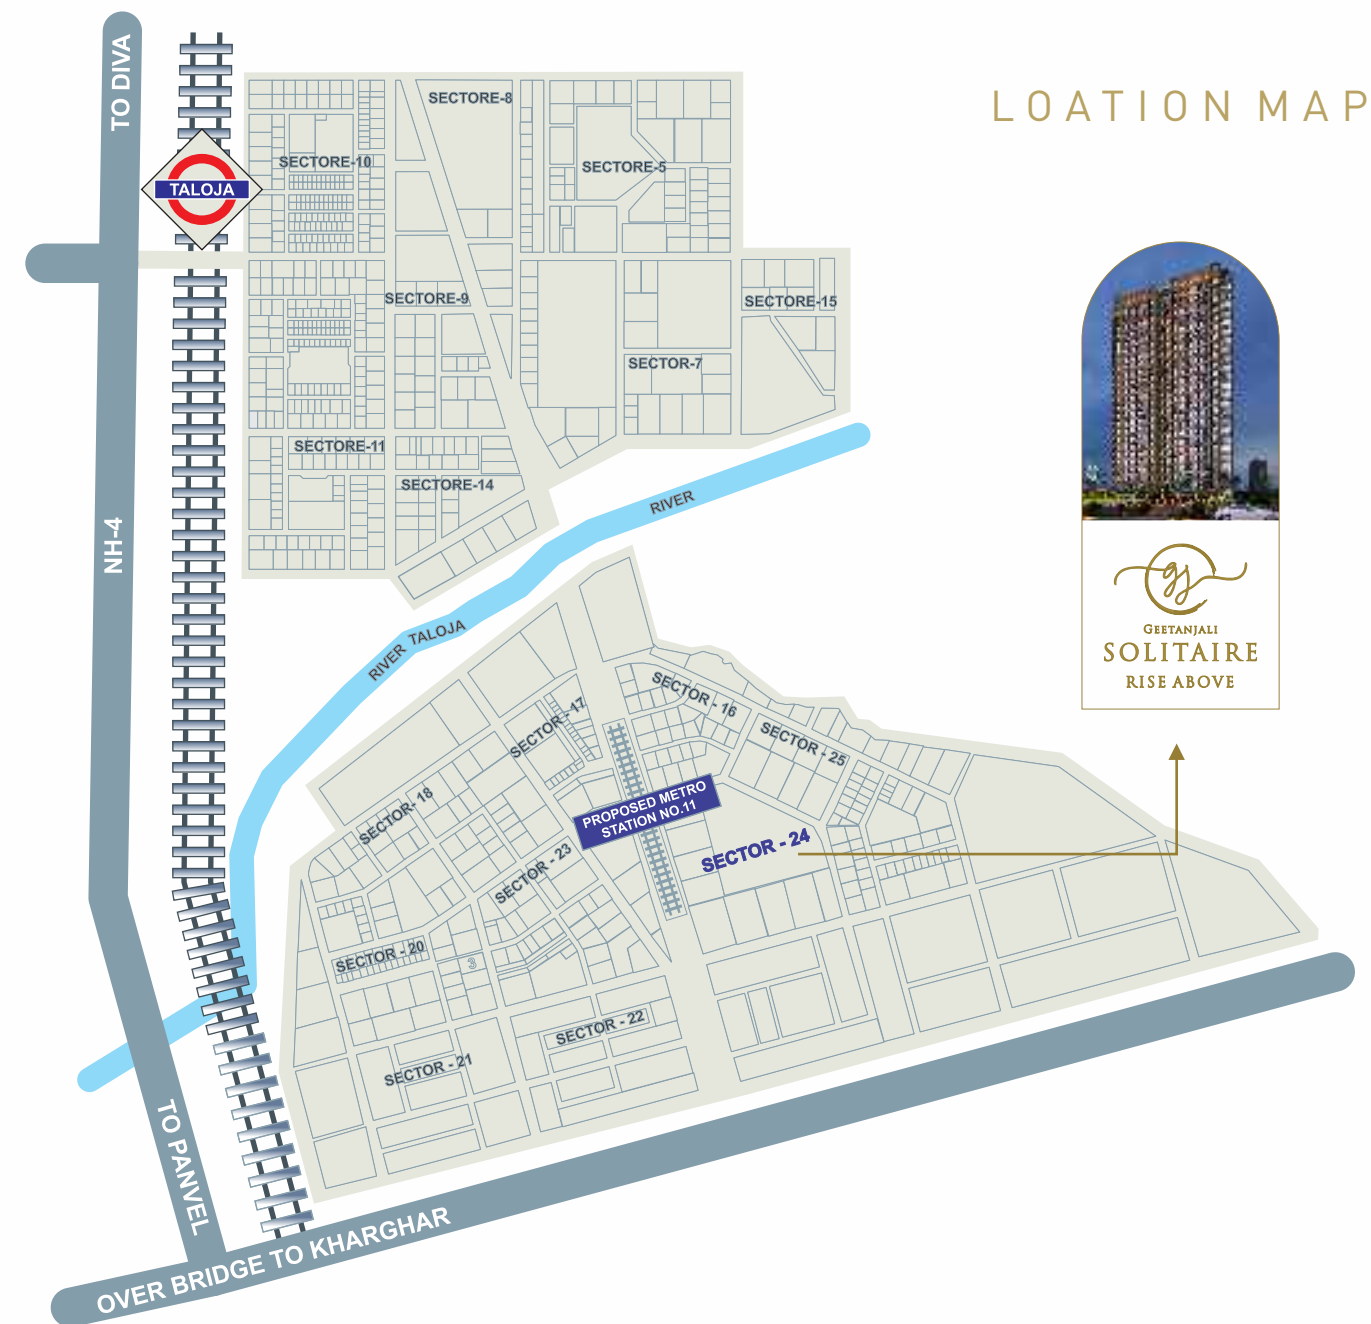 LOATION MAP
TO DIVA
TALOJA
SECTORE-8
SECTORE-10
SECTORE-5
SECTORE-9
SECTORE-15
SECTOR-7
SECTORE-11
SECTORE-14
NH-4
RIVER
RIVER TALOJA
gs
GEETANJALI
SOLITAIRE
RISE ABOVE
SECTOR - 16
SECTOR - 17
SECTOR - 25
SECTOR- 18
PROPOSED METRO
STATION NO.11
SECTOR - 24
SECTOR - 23
SECTOR - 20
3
SECTOR - 22
SECTOR - 21
TO PANVEL
OVER BRIDGE TO KHARGHAR